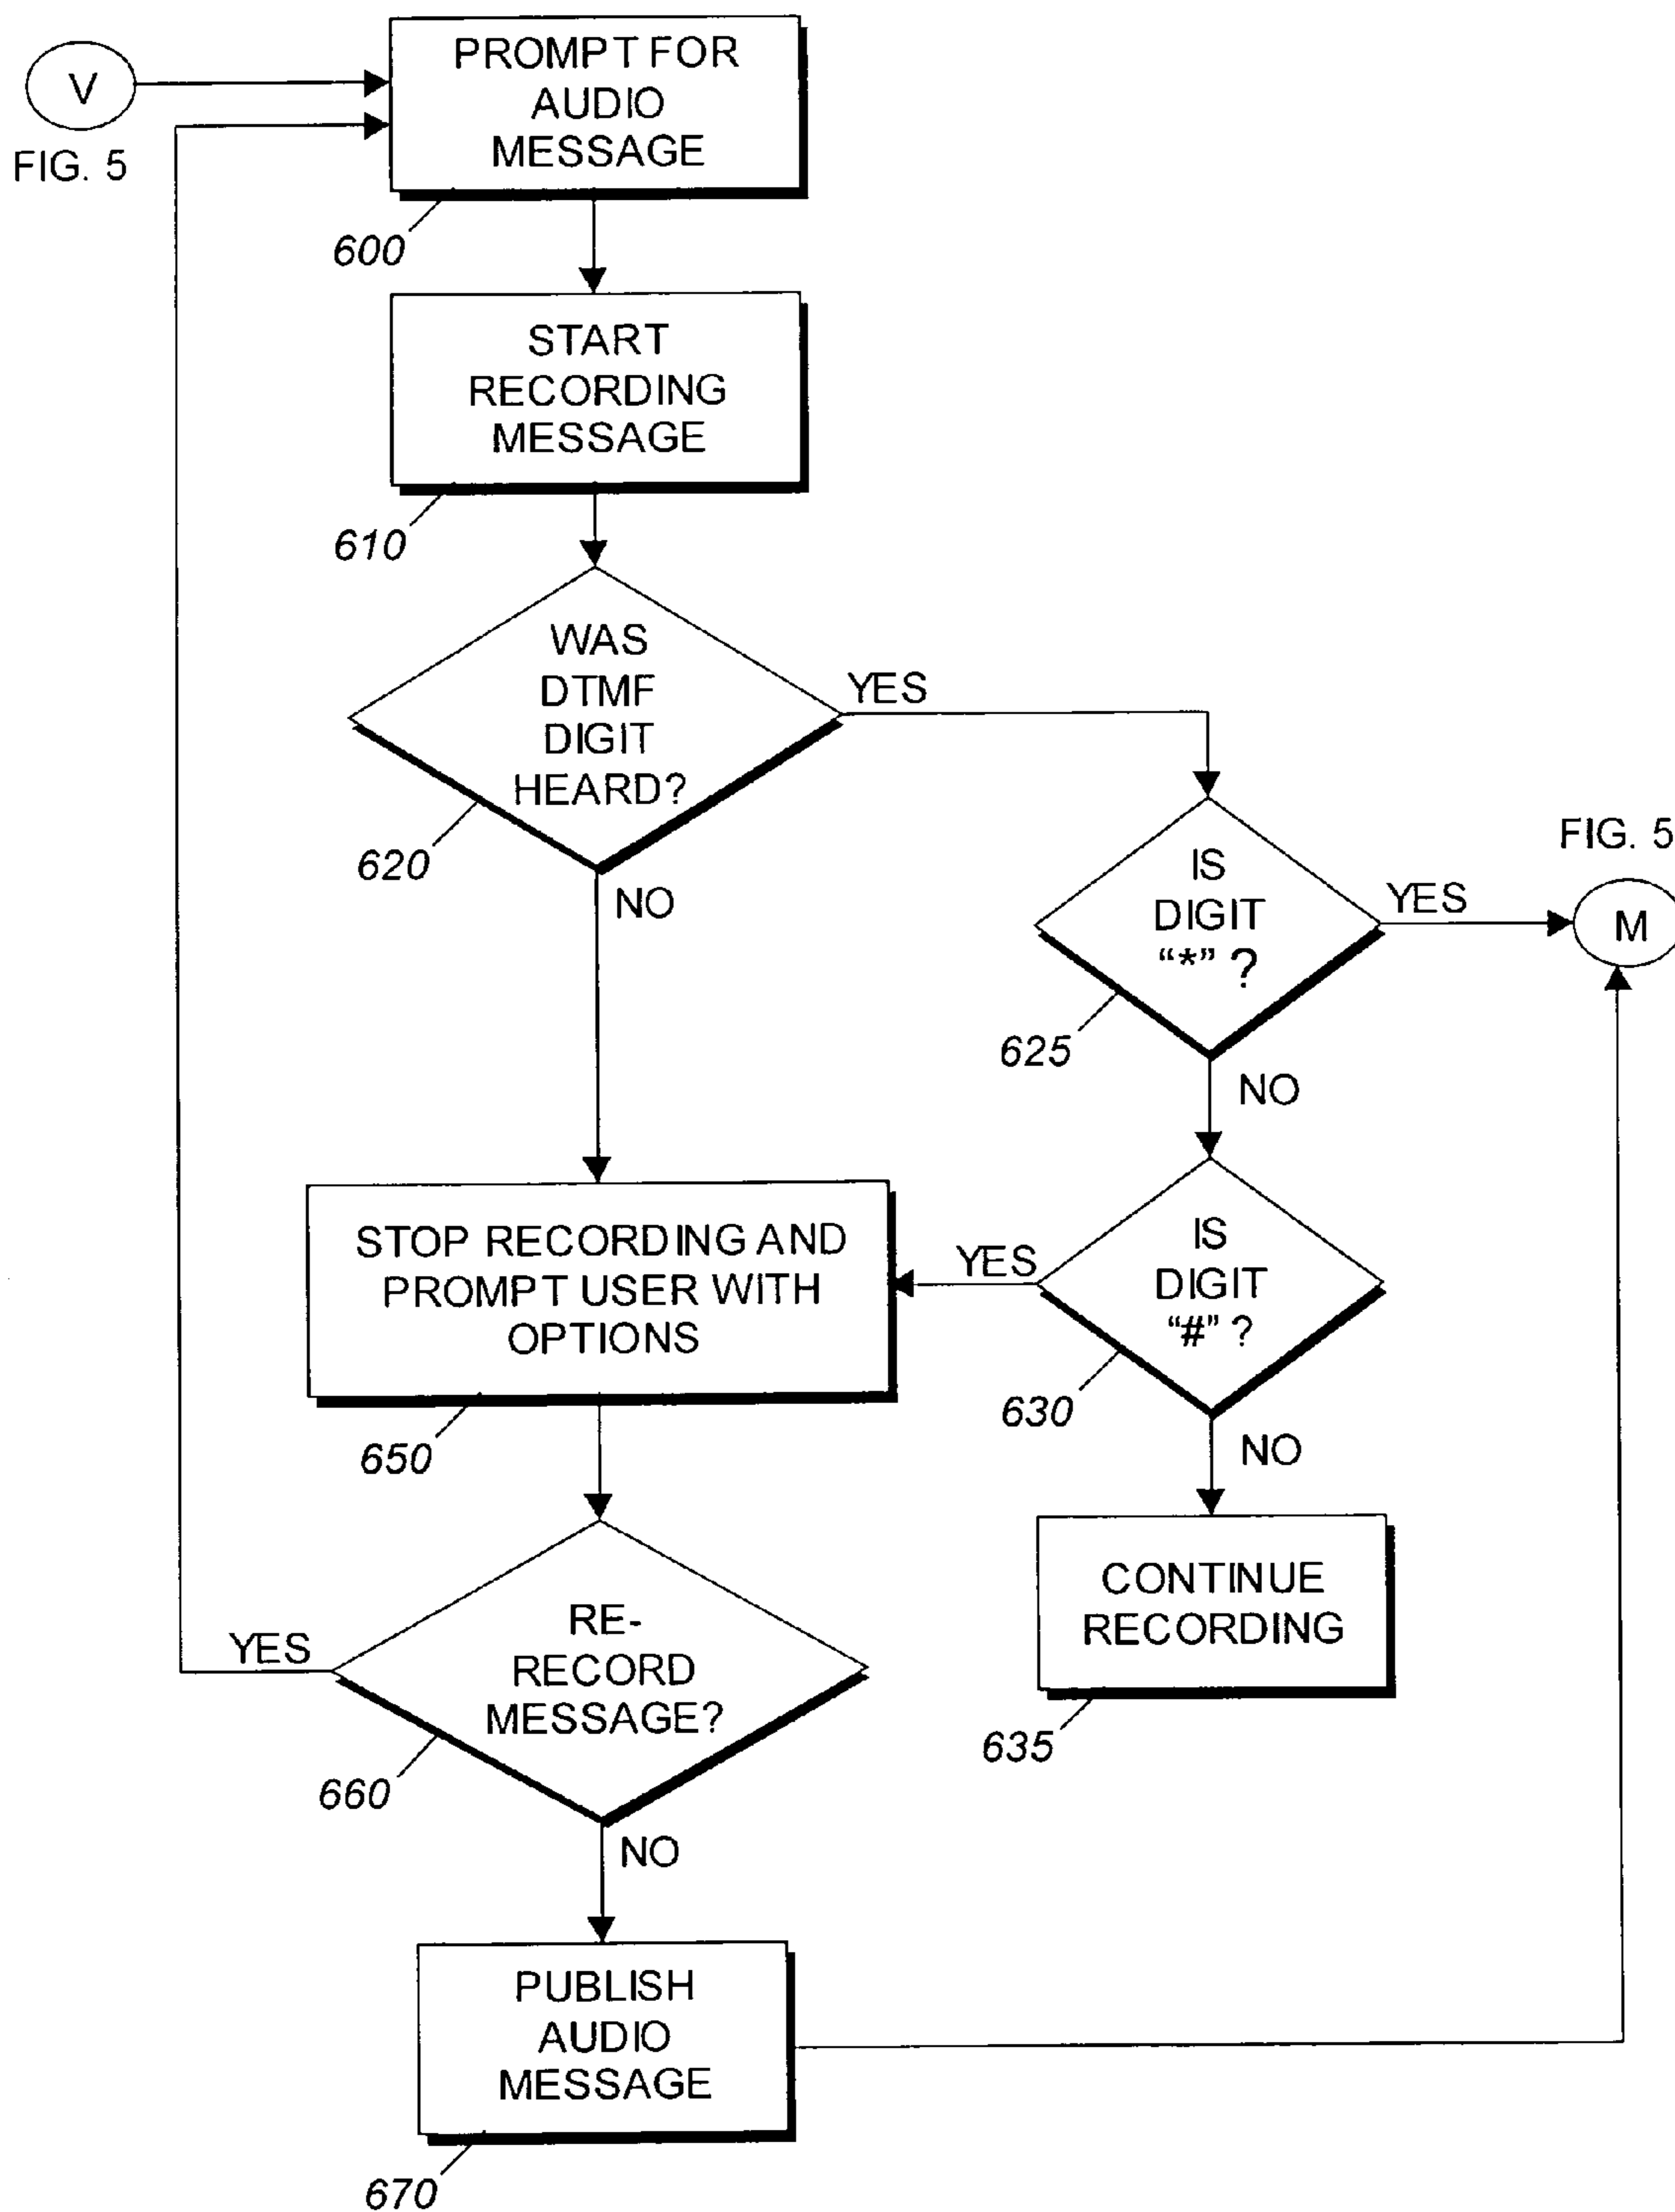 PROMPT FOR
AUDIO
MESSAGE
V
FIG. 5
600
START
RECORDING
MESSAGE
610
WAS
DTMF
DIGIT
HEARD?
YES
620
NO
IS
DIGIT
“*” ?
YES
FIG. 5
M
625
NO
STOP RECORDING AND
PROMPT USER WITH
OPTIONS
YES
IS
DIGIT
“#” ?
650
630
NO
CONTINUE
RECORDING
635
RE-
RECORD
MESSAGE?
YES
660
NO
PUBLISH
AUDIO
MESSAGE
670